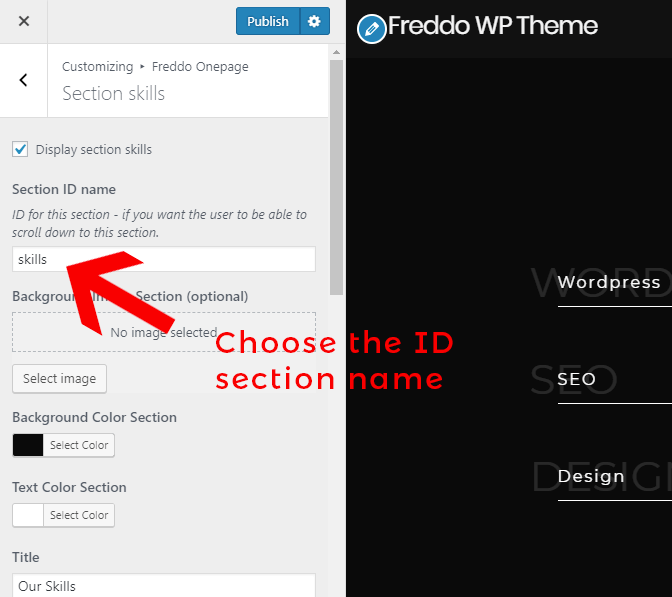 Publish
Customizing ▸ Freddo Onepage
Section skills
Display section skills
Section ID name
ID for this section - if you want the user to be able to
scroll down to this section.
skills
Section (optional)
No image selected
Select image
Background Color Section
Select Color
Text Color Section
Select Color
Title
Our Skills
Choose the ID
section name
Freddo WP Theme
WORD
Wordpress
SEO
SEO
DESIGN
Design